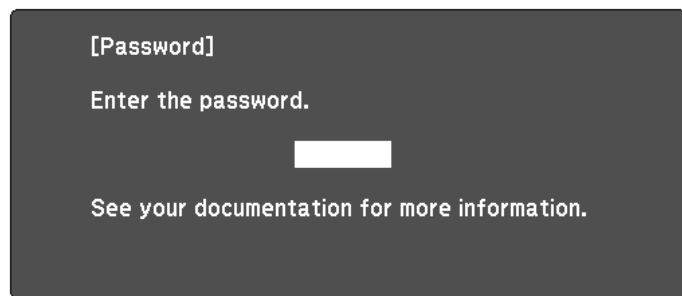 [Password]
Enter the password.
See your documentation for more information.